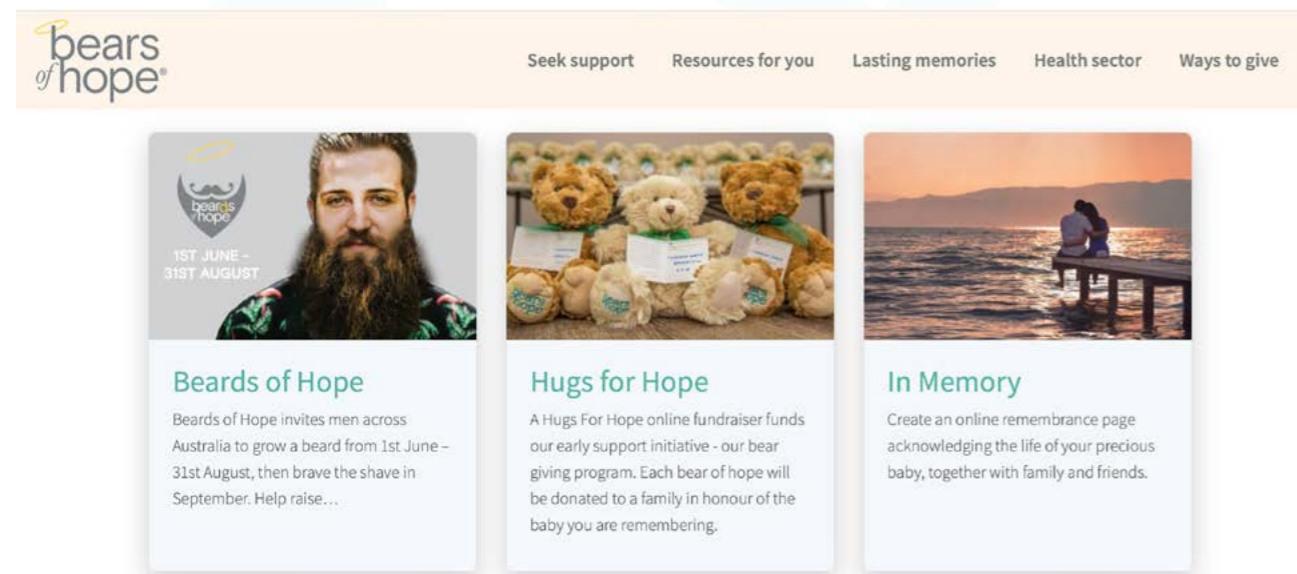 bears
of hope®
Seek support
Resources for you
Lasting memories
Health sector
Ways to give
beards
of hope
1ST JUNE –
31ST AUGUST
Beards of Hope
Beards of Hope invites men across
Australia to grow a beard from 1st June –
31st August, then brave the shave in
September. Help raise…
Hugs for Hope
A Hugs For Hope online fundraiser funds
our early support initiative - our bear
giving program. Each bear of hope will
be donated to a family in honour of the
baby you are remembering.
In Memory
Create an online remembrance page
acknowledging the life of your precious
baby, together with family and friends.